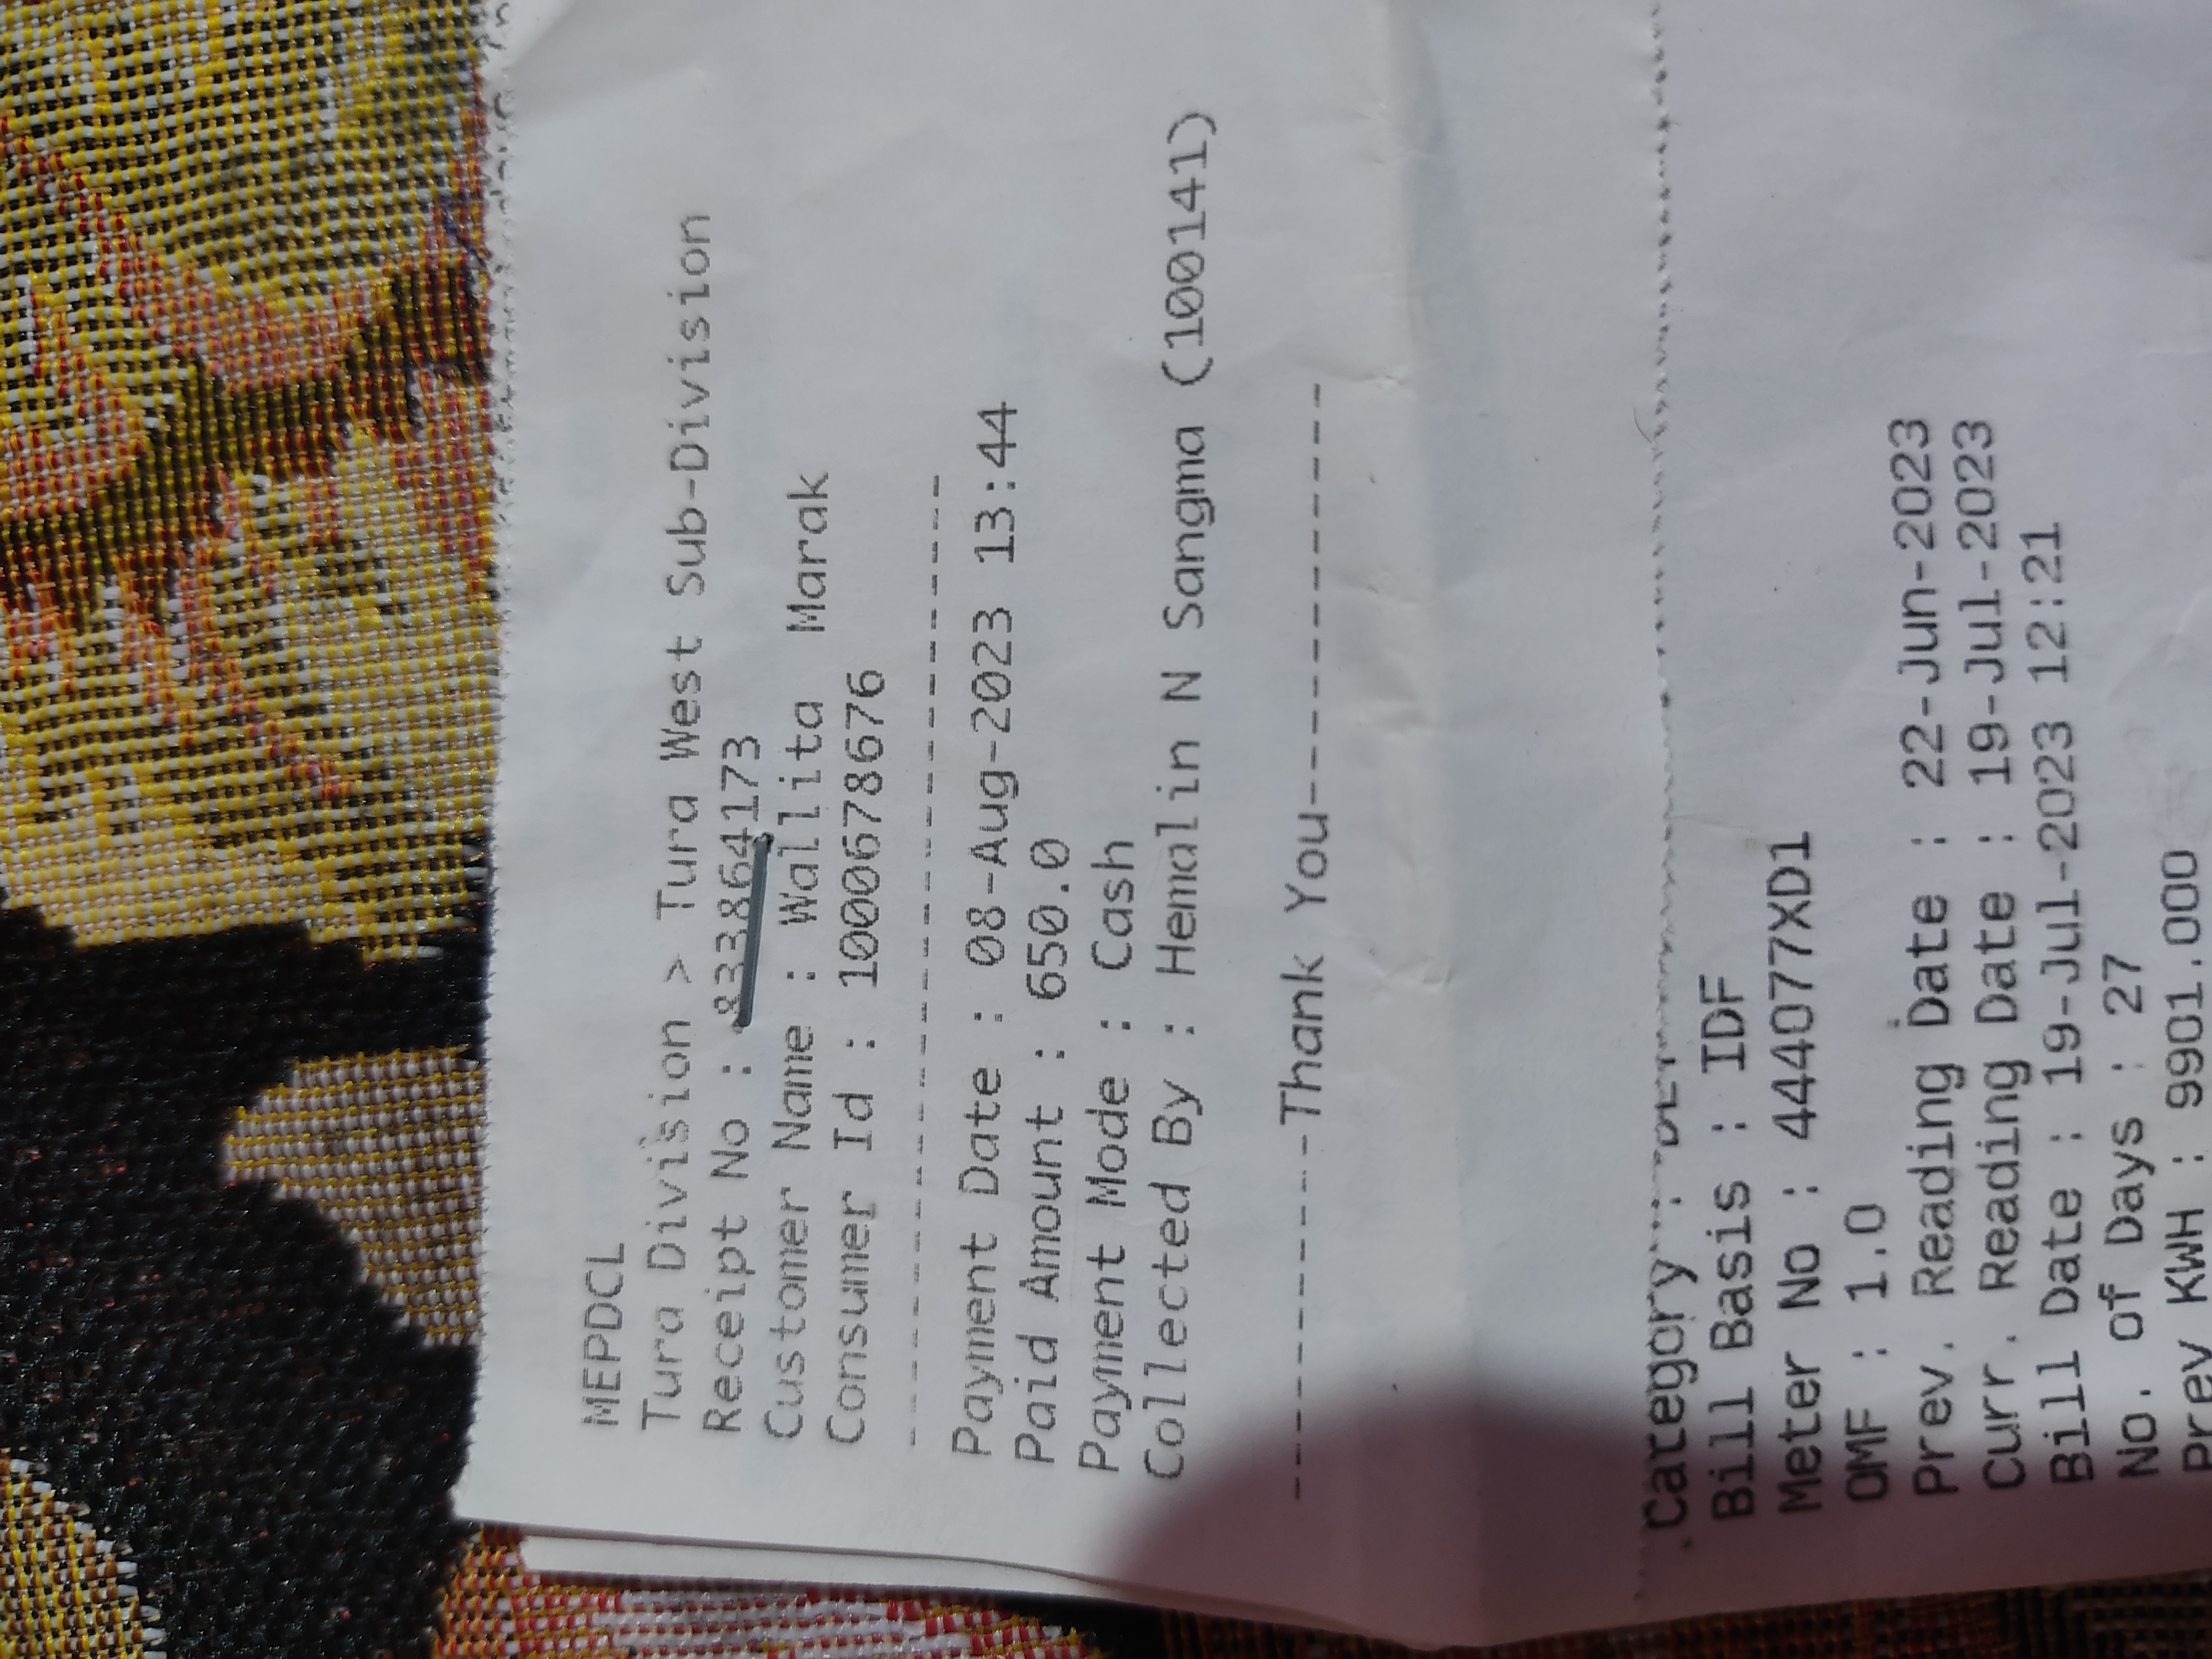 MEPDCL
Tura Division > Tura West Sub-Division
Receipt No : 833864173
Customer Name : Wallita Marak
Consumer Id : 1000678676
--------------------------------
Payment Date : 08-Aug-2023 13:44
Paid Amount : 650.0
Payment Mode : Cash
Collected By : Hemalin N Sangma (100141)
-----------Thank You-------------
Category :
Bill Basis : IDF
Meter No : 444077XD1
OMF : 1.0
Prev. Reading Date : 22-Jun-2023
Curr. Reading Date : 19-Jul-2023
Bill Date : 19-Jul-2023 12:21
No. of Days : 27
Prev KWH : 9901.000